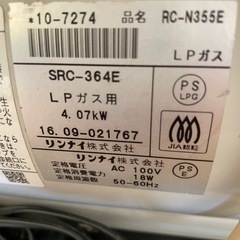 *10-7274 品名 RC-N355E
LPガス
SRC-364E
LPガス用
4.07kW
16.09-021767
リンナイ株式会社
リンナイ株式会社
定格電圧 AC 100V
定格消費電力 18W
定格周波数 50-60Hz
PS
LPG
JIA認証
PS
E